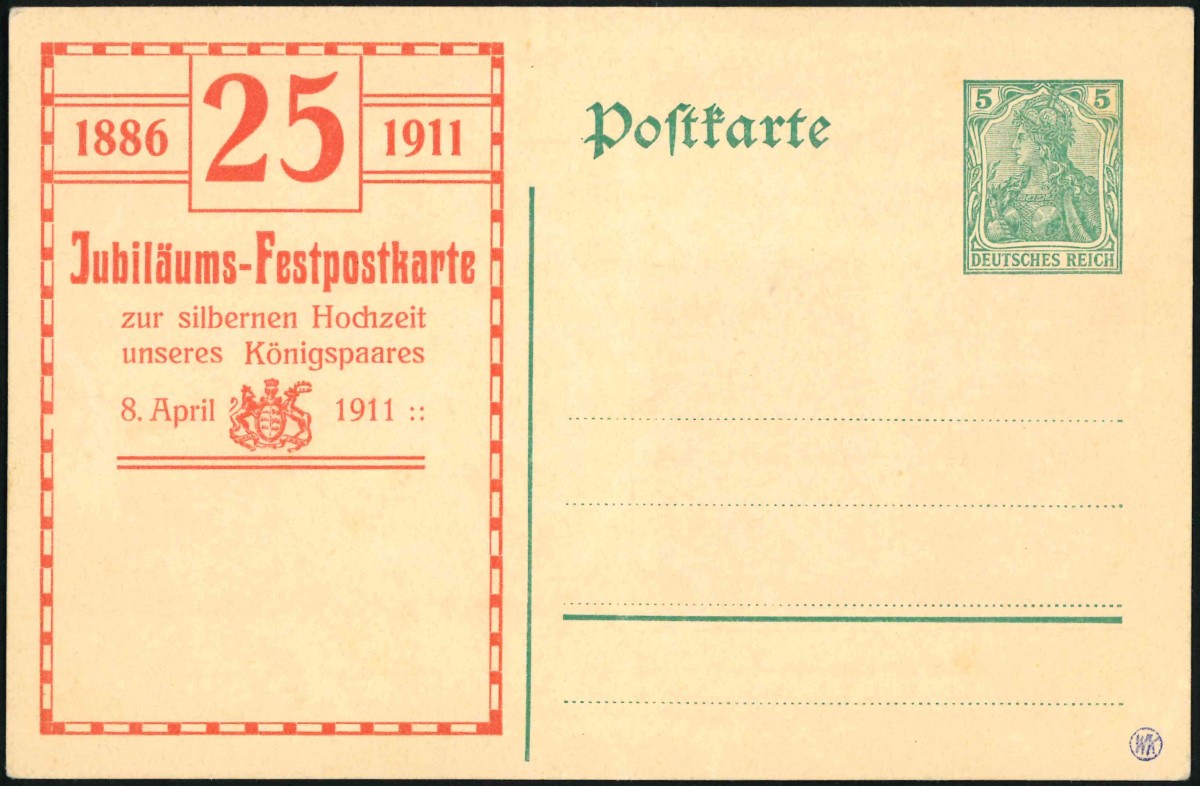 1886 25 1911
Jubiläums-Festpostkarte
zur silbernen Hochzeit
unseres Königspaares
8. April 1911 ::
Poſtkarte
5 5
DEUTSCHES REICH
WK